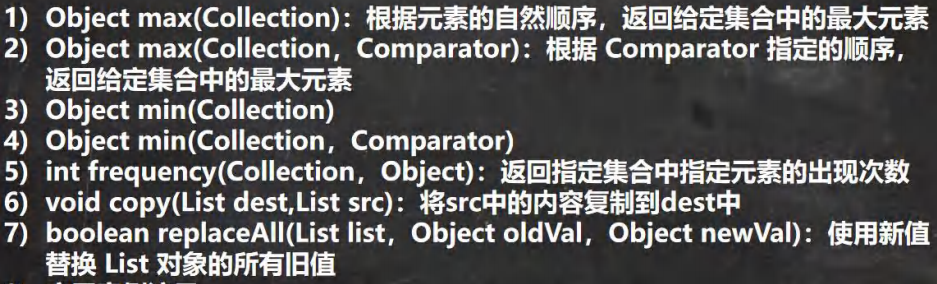 1) Object max(Collection)：根据元素的自然顺序，返回给定集合中的最大元素
2) Object max(Collection，Comparator)：根据 Comparator 指定的顺序，
返回给定集合中的最大元素
3) Object min(Collection)
4) Object min(Collection，Comparator)
5) int frequency(Collection，Object)：返回指定集合中指定元素的出现次数
6) void copy(List dest,List src)：将src中的内容复制到dest中
7) boolean replaceAll(List list，Object oldVal，Object newVal)：使用新值
替换 List 对象的所有旧值